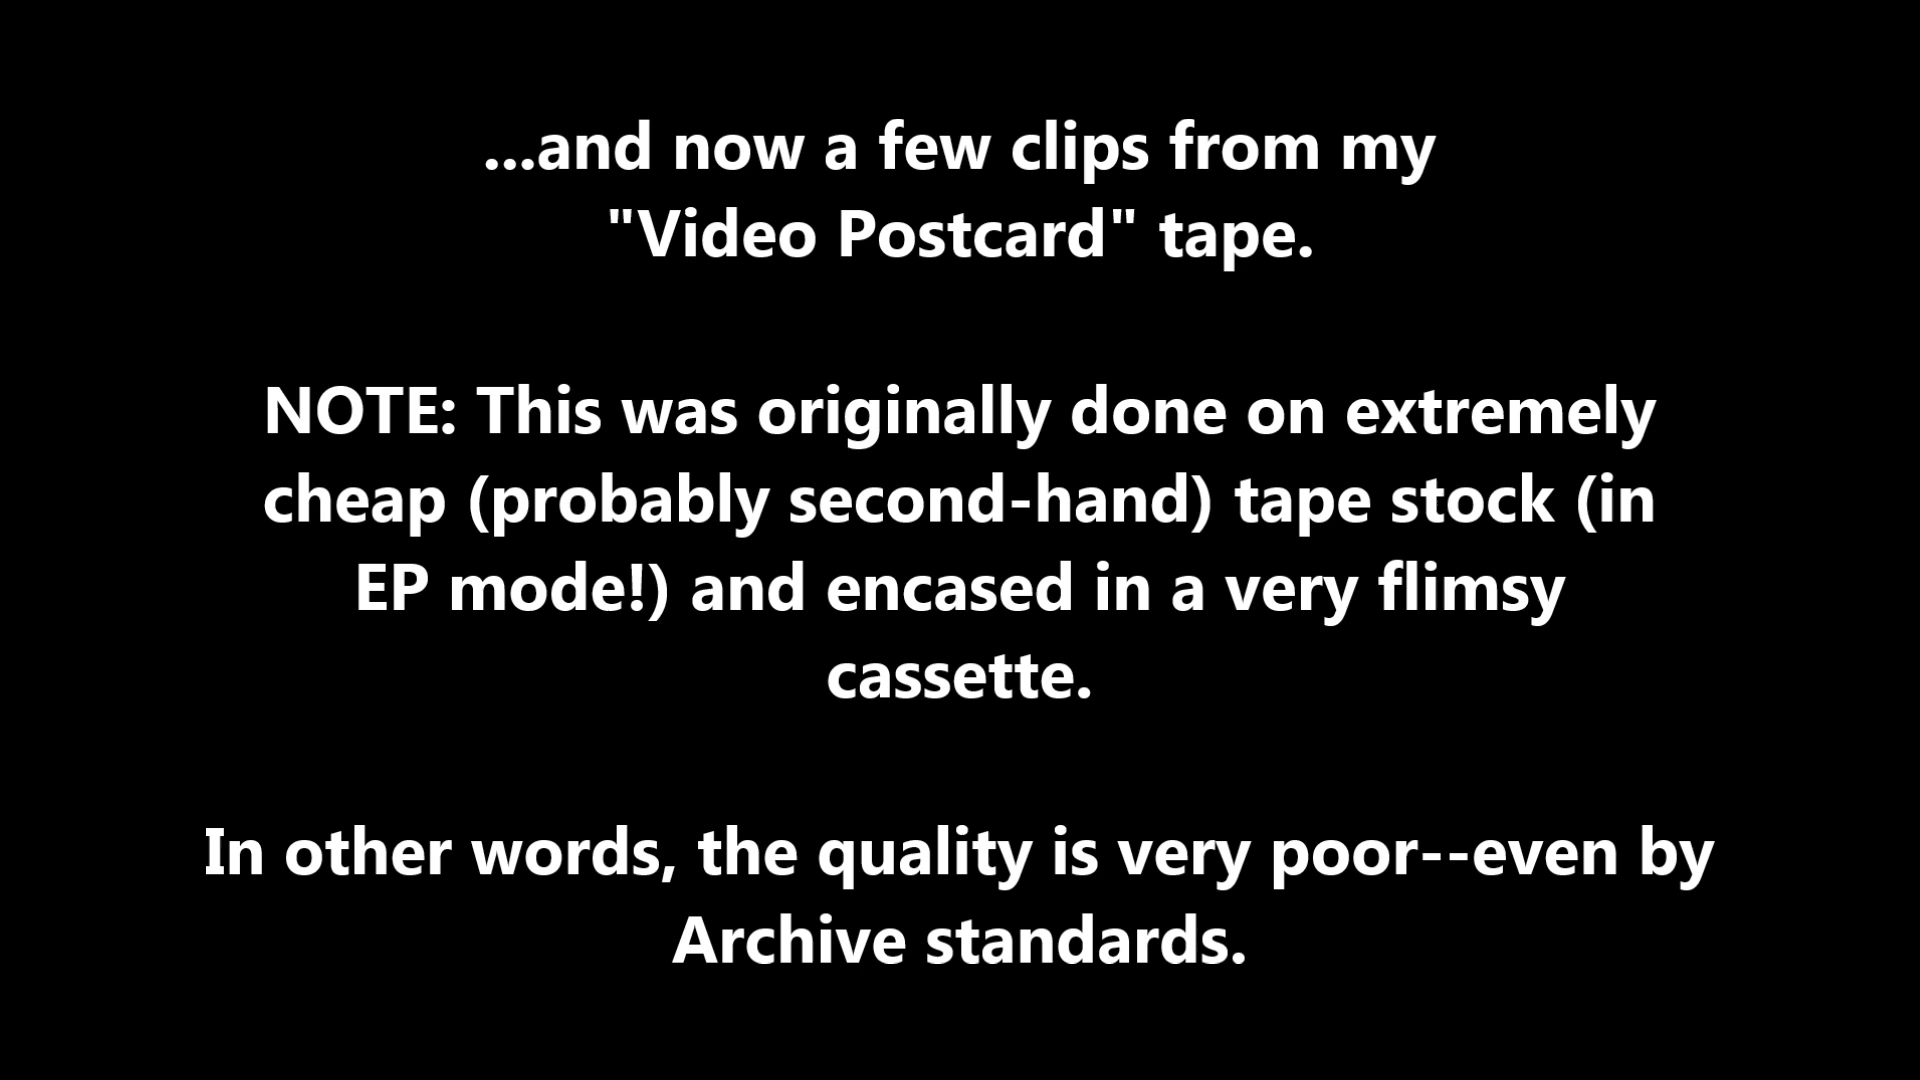 ...and now a few clips from my
"Video Postcard" tape.
NOTE: This was originally done on extremely
cheap (probably second-hand) tape stock (in
EP mode!) and encased in a very flimsy
cassette.
In other words, the quality is very poor--even by
Archive standards.